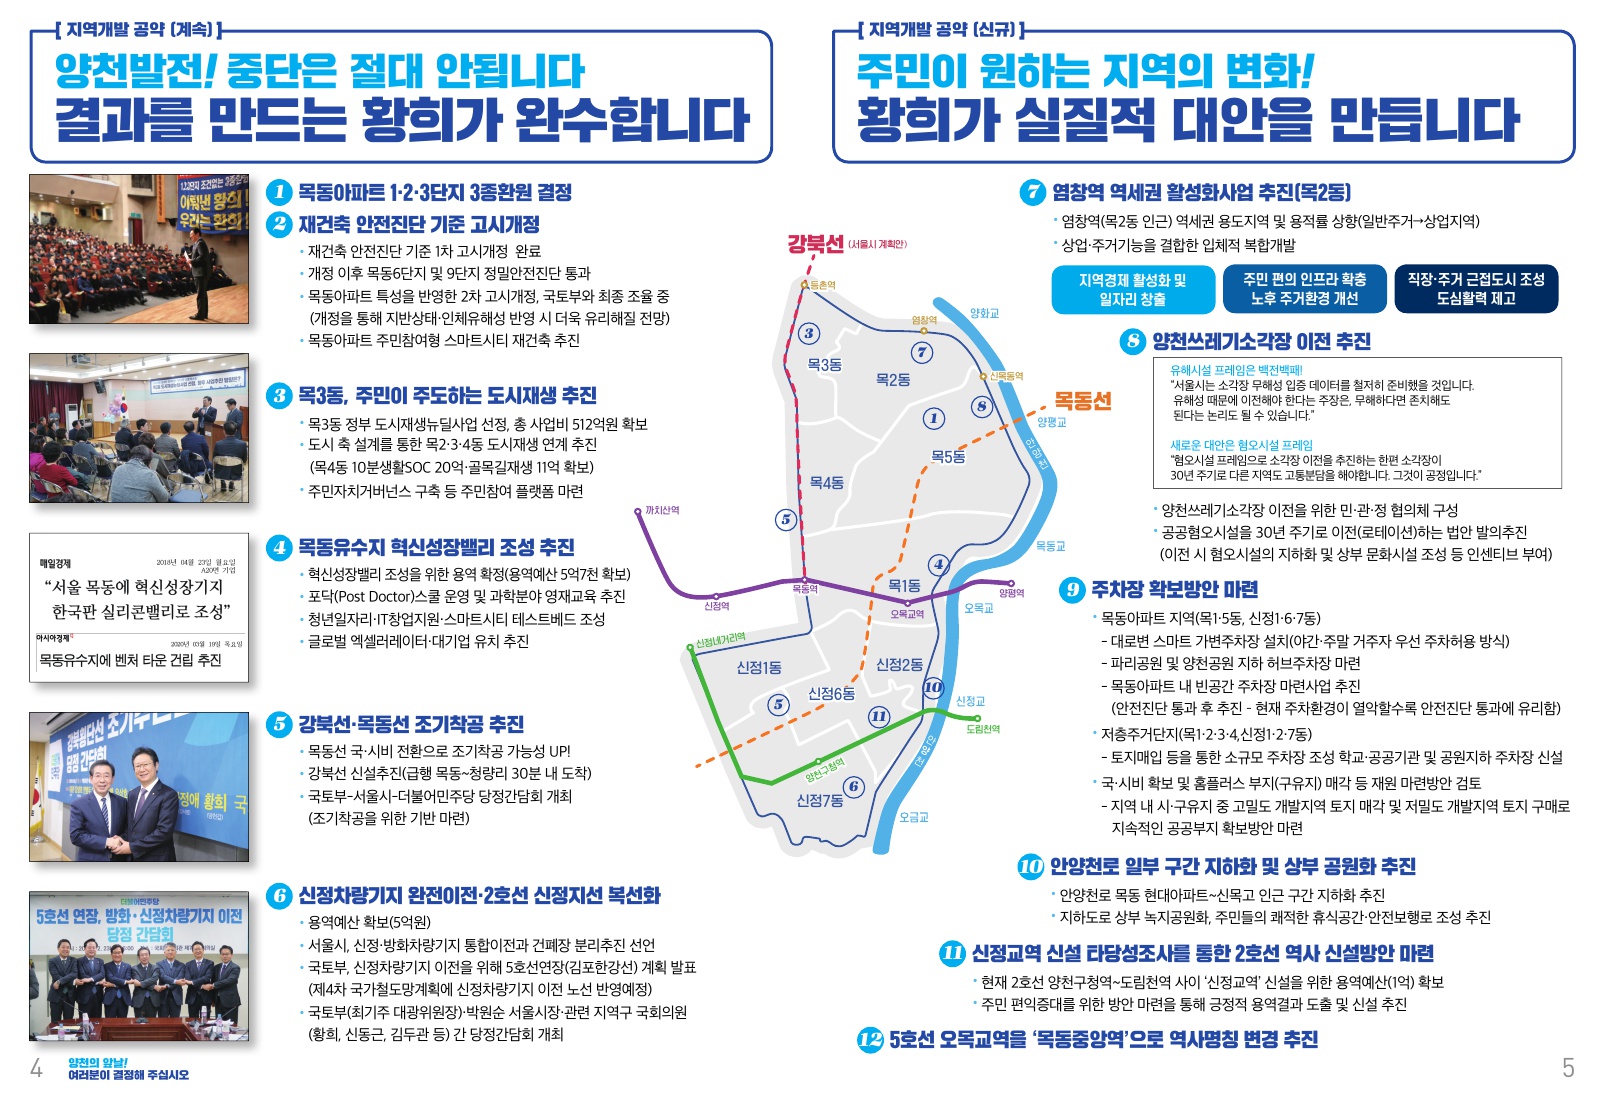 [ 지역개발 공약 (계속) ]
양천발전! 중단은 절대 안됩니다
결과를 만드는 황희가 완수합니다
1 목동아파트 1·2·3단지 3종환원 결정
2 재건축 안전진단 기준 고시개정
· 재건축 안전진단 기준 1차 고시개정 완료
· 개정 이후 목동6단지 및 9단지 정밀안전진단 통과
· 목동아파트 특성을 반영한 2차 고시개정, 국토부와 최종 조율 중
(개정을 통해 지반상태·인체유해성 반영 시 더욱 유리해질 전망)
· 목동아파트 주민참여형 스마트시티 재건축 추진
3 목3동, 주민이 주도하는 도시재생 추진
· 목3동 정부 도시재생뉴딜사업 선정, 총 사업비 512억원 확보
· 도시 축 설계를 통한 목2·3·4동 도시재생 연계 추진
(목4동 10분생활SOC 20억·골목길재생 11억 확보)
· 주민자치거버넌스 구축 등 주민참여 플랫폼 마련
매일경제
2018년 04월 23일 월요일
A20면 기업
“서울 목동에 혁신성장기지
한국판 실리콘밸리로 조성”
아시아경제
2020년 03월 19일 목요일
목동유수지에 벤처 타운 건립 추진
4 목동유수지 혁신성장밸리 조성 추진
· 혁신성장밸리 조성을 위한 용역 확정(용역예산 5억7천 확보)
· 포닥(Post Doctor)스쿨 운영 및 과학분야 영재교육 추진
· 청년일자리·IT창업지원·스마트시티 테스트베드 조성
· 글로벌 엑셀러레이터·대기업 유치 추진
5 강북선·목동선 조기착공 추진
· 목동선 국·시비 전환으로 조기착공 가능성 UP!
· 강북선 신설추진(급행 목동~청량리 30분 내 도착)
· 국토부-서울시-더불어민주당 당정간담회 개최
(조기착공을 위한 기반 마련)
더불어민주당
5호선 연장, 방화·신정차량기지 이전
당정 간담회
6 신정차량기지 완전이전·2호선 신정지선 복선화
· 용역예산 확보(5억원)
· 서울시, 신정·방화차량기지 통합이전과 건폐장 분리추진 선언
· 국토부, 신정차량기지 이전을 위해 5호선연장(김포한강선) 계획 발표
(제4차 국가철도망계획에 신정차량기지 이전 노선 반영예정)
· 국토부(최기주 대광위원장)·박원순 서울시장·관련 지역구 국회의원
(황희, 신동근, 김두관 등) 간 당정간담회 개최
4
양천의 앞날!
여러분이 결정해 주십시오
강북선 (서울시 계획안)
등촌역
염창역
양화교
3
목3동
7
목2동
신목동역
8
목동선
1
양평교
안양천
목5동
목4동
까치산역
5
목동교
4
목1동
신정역
목동역
오목교역
오목교
양평역
신정네거리역
신정1동
신정2동
신정6동
10
신정교
5
11
도림천역
안양천
양천구청역
6
신정7동
오금교
[ 지역개발 공약 (신규) ]
주민이 원하는 지역의 변화!
황희가 실질적 대안을 만듭니다
7 염창역 역세권 활성화사업 추진(목2동)
· 염창역(목2동 인근) 역세권 용도지역 및 용적률 상향(일반주거→상업지역)
· 상업·주거기능을 결합한 입체적 복합개발
지역경제 활성화 및
일자리 창출
주민 편의 인프라 확충
노후 주거환경 개선
직장·주거 근접도시 조성
도심활력 제고
8 양천쓰레기소각장 이전 추진
유해시설 프레임은 백전백패!
“서울시는 소각장 무해성 입증 데이터를 철저히 준비했을 것입니다.
유해성 때문에 이전해야 한다는 주장은, 무해하다면 존치해도
된다는 논리도 될 수 있습니다.”
새로운 대안은 혐오시설 프레임
“혐오시설 프레임으로 소각장 이전을 추진하는 한편 소각장이
30년 주기로 다른 지역도 고통분담을 해야합니다. 그것이 공정입니다.”
· 양천쓰레기소각장 이전을 위한 민·관·정 협의체 구성
· 공공혐오시설을 30년 주기로 이전(로테이션)하는 법안 발의추진
(이전 시 혐오시설의 지하화 및 상부 문화시설 조성 등 인센티브 부여)
9 주차장 확보방안 마련
· 목동아파트 지역(목1·5동, 신정1·6·7동)
- 대로변 스마트 가변주차장 설치(야간·주말 거주자 우선 주차허용 방식)
- 파리공원 및 양천공원 지하 허브주차장 마련
- 목동아파트 내 빈공간 주차장 마련사업 추진
(안전진단 통과 후 추진 - 현재 주차환경이 열악할수록 안전진단 통과에 유리함)
· 저층주거단지(목1·2·3·4,신정1·2·7동)
- 토지매입 등을 통한 소규모 주차장 조성 학교·공공기관 및 공원지하 주차장 신설
· 국·시비 확보 및 홈플러스 부지(구유지) 매각 등 재원 마련방안 검토
- 지역 내 시·구유지 중 고밀도 개발지역 토지 매각 및 저밀도 개발지역 토지 구매로
지속적인 공공부지 확보방안 마련
10 안양천로 일부 구간 지하화 및 상부 공원화 추진
· 안양천로 목동 현대아파트~신목고 인근 구간 지하화 추진
· 지하도로 상부 녹지공원화, 주민들의 쾌적한 휴식공간·안전보행로 조성 추진
11 신정교역 신설 타당성조사를 통한 2호선 역사 신설방안 마련
· 현재 2호선 양천구청역~도림천역 사이 ‘신정교역’ 신설을 위한 용역예산(1억) 확보
· 주민 편익증대를 위한 방안 마련을 통해 긍정적 용역결과 도출 및 신설 추진
12 5호선 오목교역을 ‘목동중앙역’으로 역사명칭 변경 추진
5